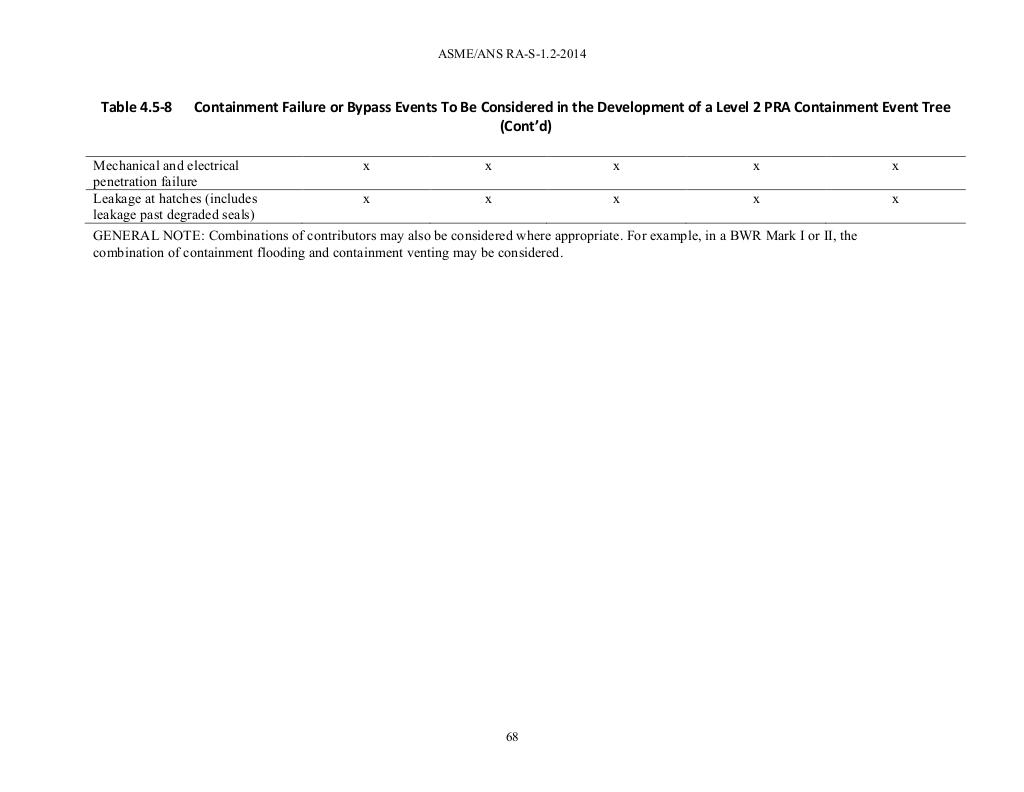 ASME/ANS RA-S-1.2-2014
Table 4.5-8 Containment Failure or Bypass Events To Be Considered in the Development of a Level 2 PRA Containment Event Tree
(Cont’d)
Mechanical and electrical x x x x x
penetration failure
Leakage at hatches (includes x x x x x
leakage past degraded seals)
GENERAL NOTE: Combinations of contributors may also be considered where appropriate. For example, in a BWR Mark I or II, the
combination of containment flooding and containment venting may be considered.
68